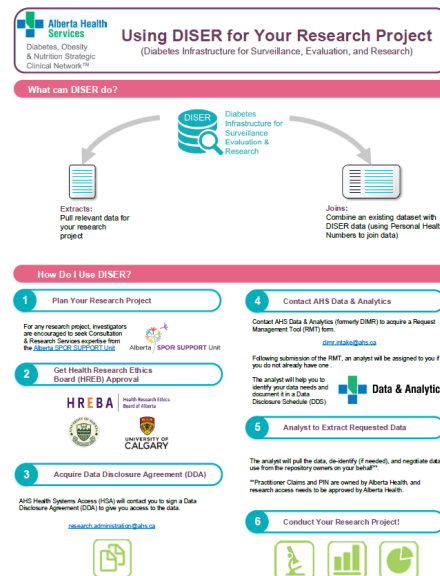 Alberta Health
Services
Diabetes, Obesity
& Nutrition Strategic
Clinical Network™
Using DISER for Your Research Project
(Diabetes Infrastructure for Surveillance, Evaluation, and Research)
What can DISER do?
DISER
Diabetes
Infrastructure for
Surveillance
Evaluation &
Research
Extracts:
Pull relevant data for
your research
project
Joins:
Combine an existing dataset with
DISER data (using Personal Healt
Numbers to join data)
How Do I Use DISER?
1
Plan Your Research Project
For any research project, investigators
are encouraged to seek Consultation
& Research Services expertise from
the Alberta SPOR SUPPORT Unit
Alberta SPOR SUPPORT Unit
2
Get Health Research Ethics
Board (HREB) Approval
HREBA
Health Research Ethics
Board of Alberta
UNIVERSITY OF
CALGARY
3
Acquire Data Disclosure Agreement (DDA)
AHS Health Systems Access (HSA) will contact you to sign a Data
Disclosure Agreement (DDA) to give you access to the data.
research.administration@ahs.ca
4
Contact AHS Data & Analytics
Contact AHS Data & Analytics (formerly DIMR) to acquire a Request
Management Tool (RMT) form.
dimr.intake@ahs.ca
Following submission of the RMT, an analyst will be assigned to you if
you do not already have one .
The analyst will help you to
identify your data needs and
document it in a Data
Disclosure Schedule (DDS)
Data & Analytic
5
Analyst to Extract Requested Data
The analyst will pull the data, de-identify (if needed), and negotiate data
use from the repository owners on your behalf**.
**Practitioner Claims and PIN are owned by Alberta Health, and
research access needs to be approved by Alberta Health.
6
Conduct Your Research Project!